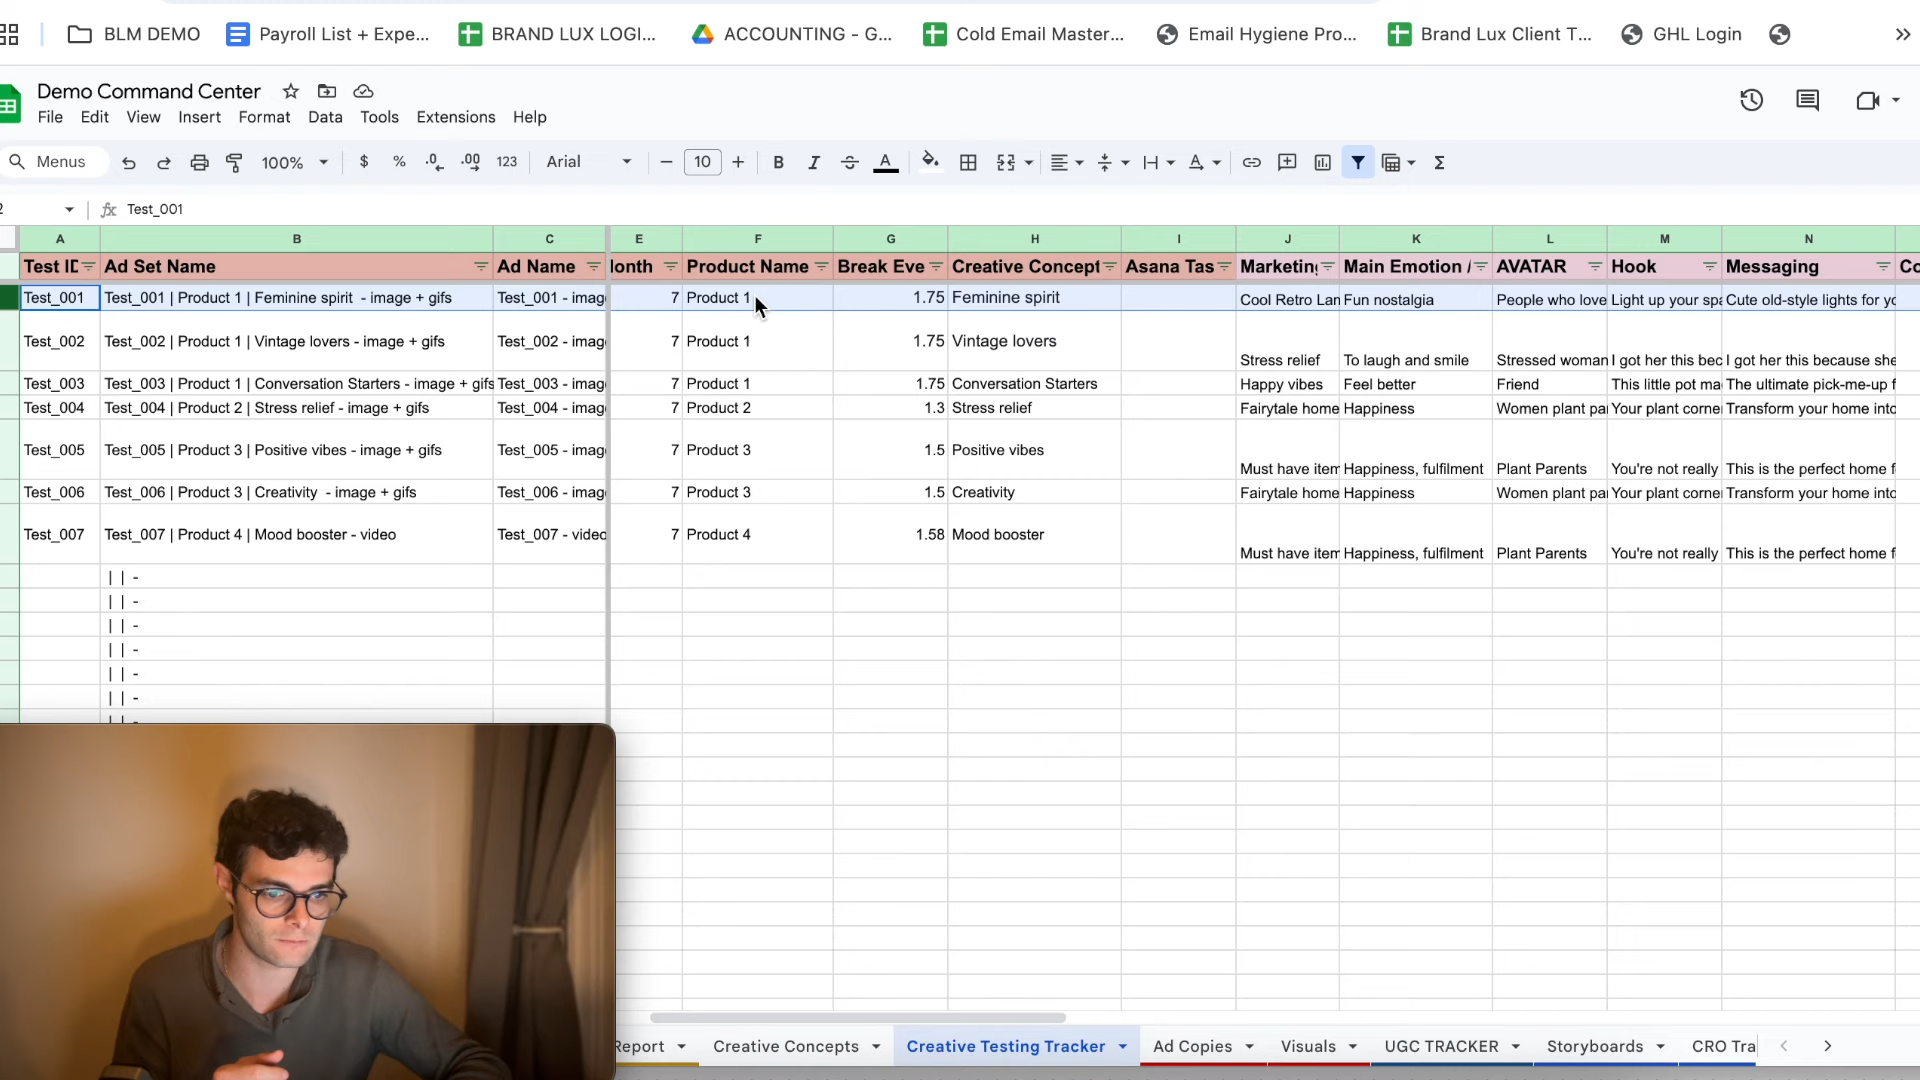 BLM DEMO Payroll List + Expe... BRAND LUX LOGI... ACCOUNTING - G... Cold Email Master... Email Hygiene Pro... Brand Lux Client T... GHL Login
Demo Command Center
File Edit View Insert Format Data Tools Extensions Help
Menus 100% $ % .0 .00 123 Arial 10 B I A
fx Test_001
A B C E F G H I J K L M N
Test ID Ad Set Name Ad Name Month Product Name Break Eve Creative Concept Asana Tas Marketing Main Emotion / AVATAR Hook Messaging Co
Test_001 Test_001 | Product 1 | Feminine spirit - image + gifs Test_001 - imag 7 Product 1 1.75 Feminine spirit Cool Retro Lan Fun nostalgia People who love Light up your spa Cute old-style lights for yo
Test_002 Test_002 | Product 1 | Vintage lovers - image + gifs Test_002 - imag 7 Product 1 1.75 Vintage lovers Stress relief To laugh and smile Stressed woman I got her this bec I got her this because she
Test_003 Test_003 | Product 1 | Conversation Starters - image + gifs Test_003 - imag 7 Product 1 1.75 Conversation Starters Happy vibes Feel better Friend This little pot ma The ultimate pick-me-up f
Test_004 Test_004 | Product 2 | Stress relief - image + gifs Test_004 - imag 7 Product 2 1.3 Stress relief Fairytale home Happiness Women plant pa Your plant corne Transform your home into
Test_005 Test_005 | Product 3 | Positive vibes - image + gifs Test_005 - imag 7 Product 3 1.5 Positive vibes Must have item Happiness, fulfilment Plant Parents You're not really This is the perfect home f
Test_006 Test_006 | Product 3 | Creativity - image + gifs Test_006 - imag 7 Product 3 1.5 Creativity Fairytale home Happiness Women plant pa Your plant corne Transform your home into
Test_007 Test_007 | Product 4 | Mood booster - video Test_007 - video 7 Product 4 1.58 Mood booster Must have item Happiness, fulfilment Plant Parents You're not really This is the perfect home f
| | -
| | -
| | -
| | -
| | -
| | -
| | -
Report Creative Concepts Creative Testing Tracker Ad Copies Visuals UGC TRACKER Storyboards CRO Tra